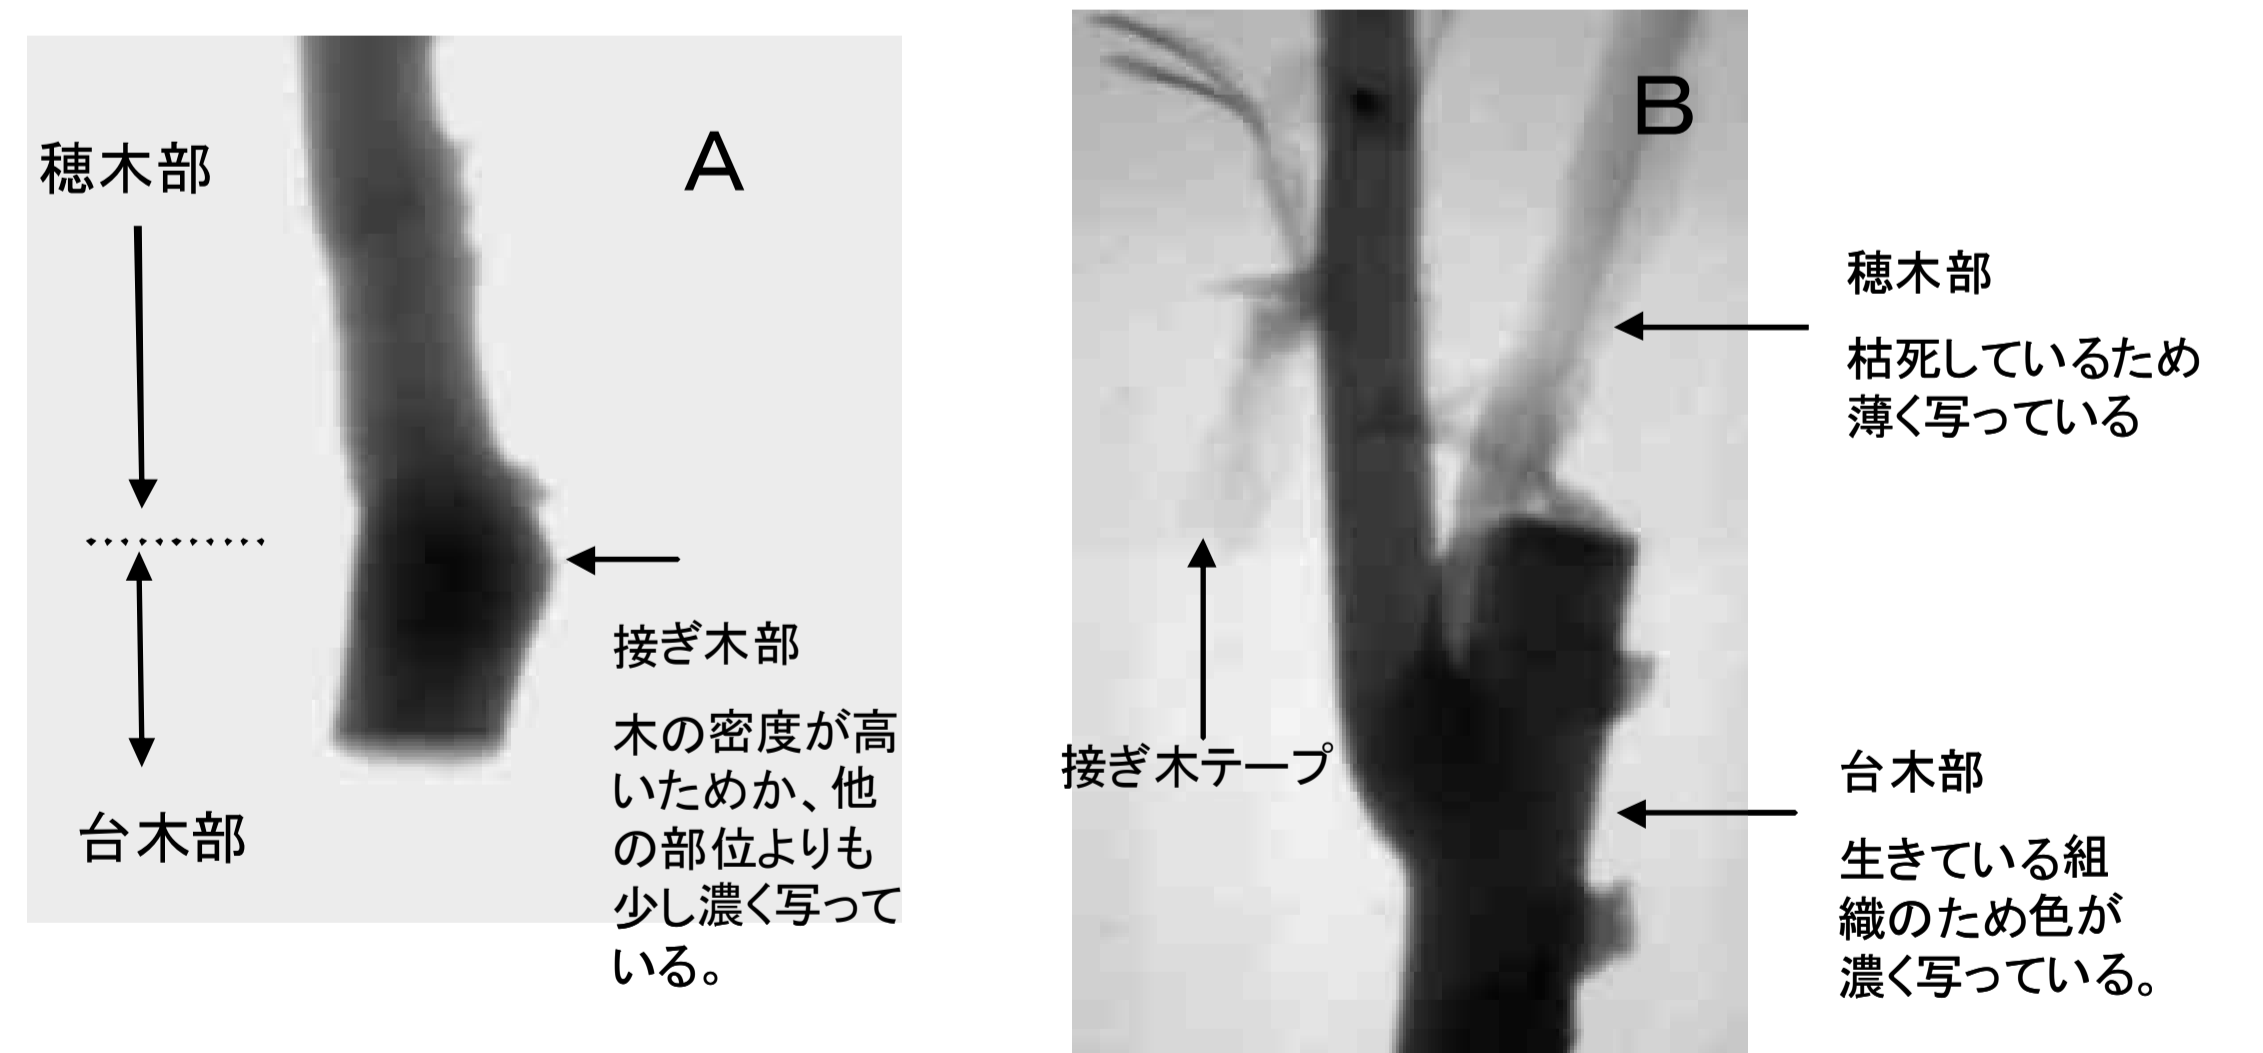 A
穂木部
台木部
接ぎ木部
木の密度が高
いためか、他
の部位よりも
少し濃く写って
いる。
B
穂木部
枯死しているため
薄く写っている
接ぎ木テープ
台木部
生きている組
織のため色が
濃く写っている。